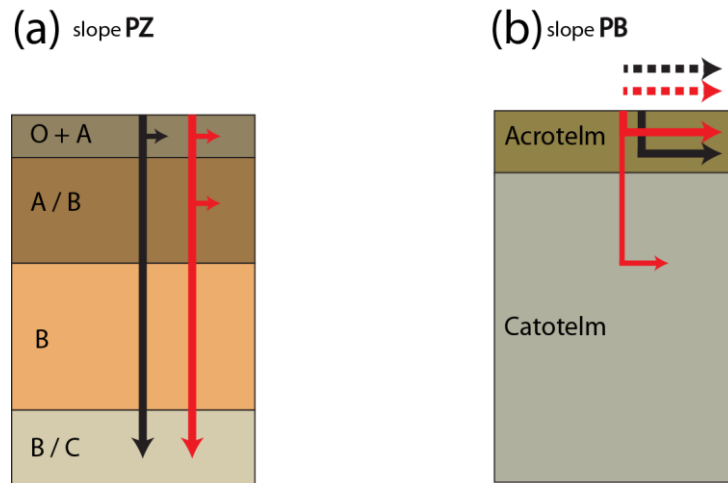 (a) slope PZ
O + A
A / B
B
B / C
(b) slope PB
Acrotelm
Catotelm